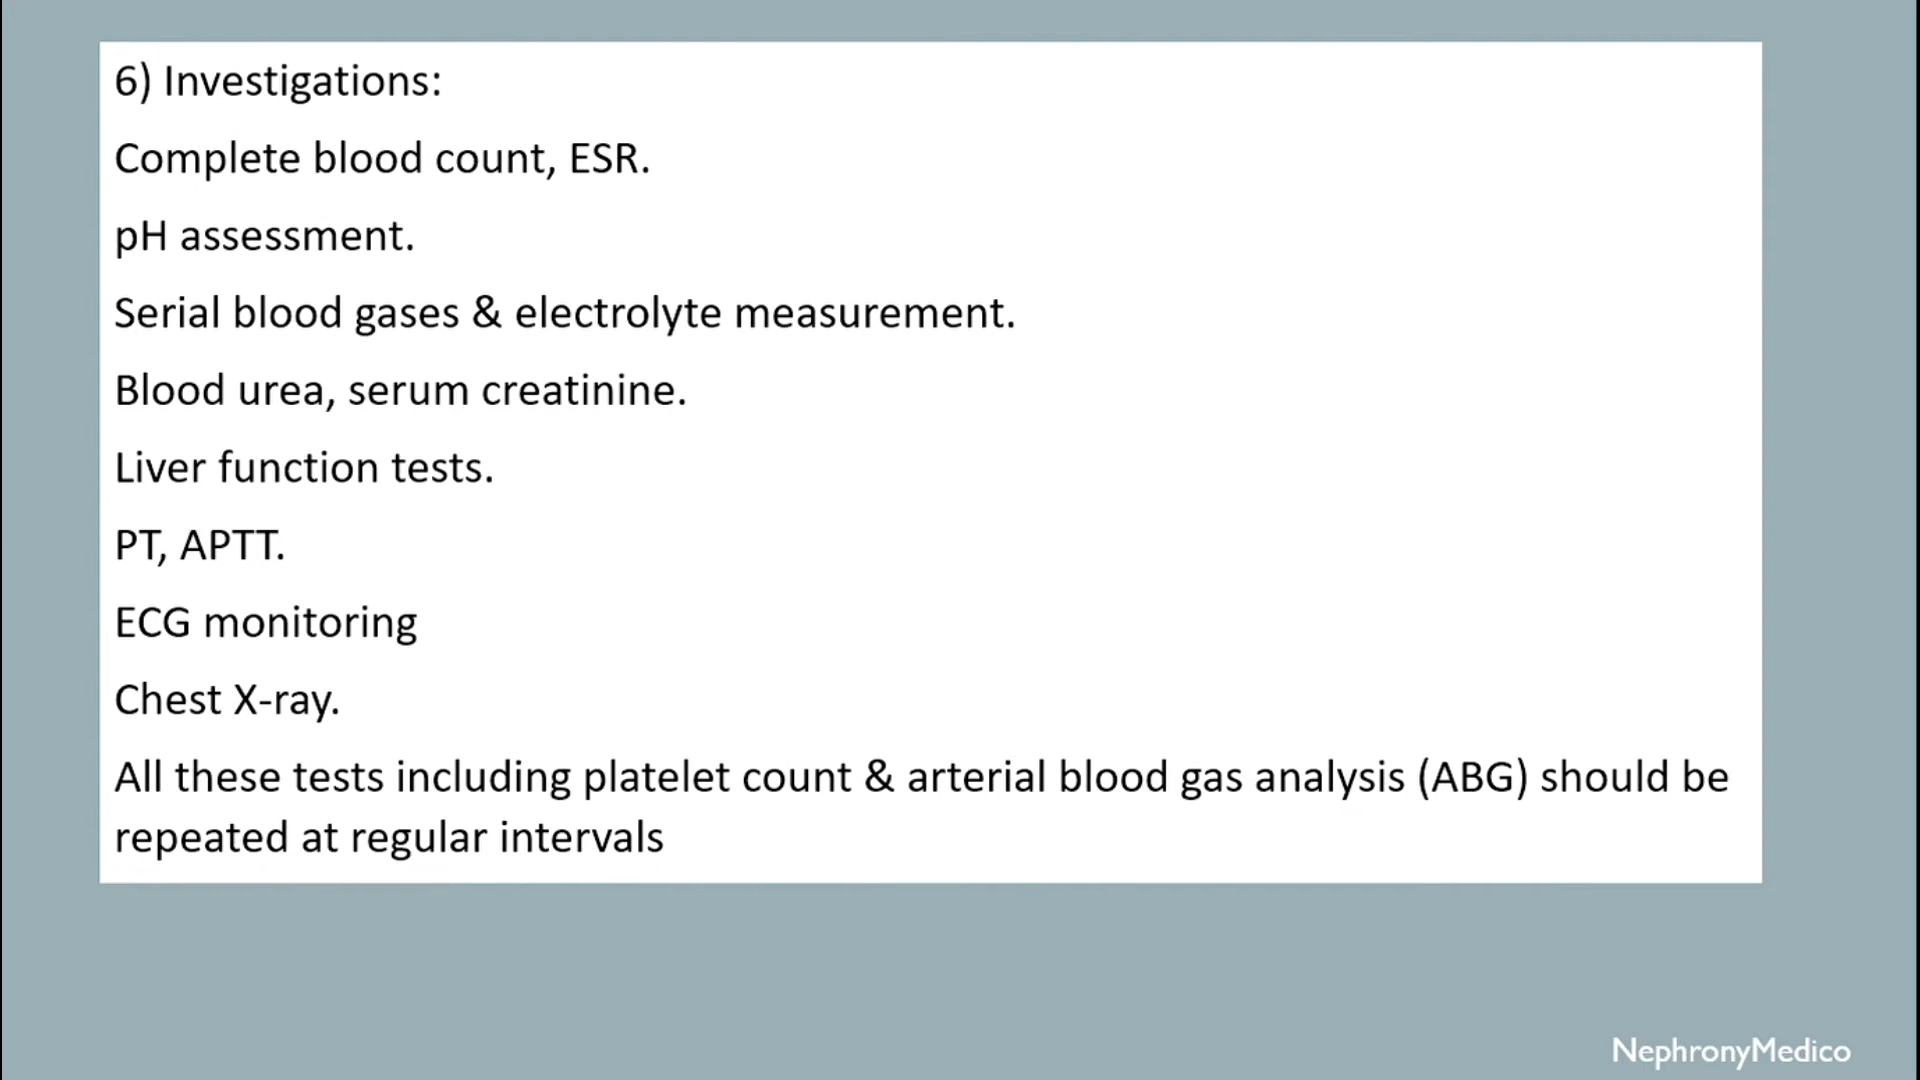 6) Investigations:
Complete blood count, ESR.
pH assessment.
Serial blood gases & electrolyte measurement.
Blood urea, serum creatinine.
Liver function tests.
PT, APTT.
ECG monitoring
Chest X-ray.
All these tests including platelet count & arterial blood gas analysis (ABG) should be
repeated at regular intervals
NephronyMedico